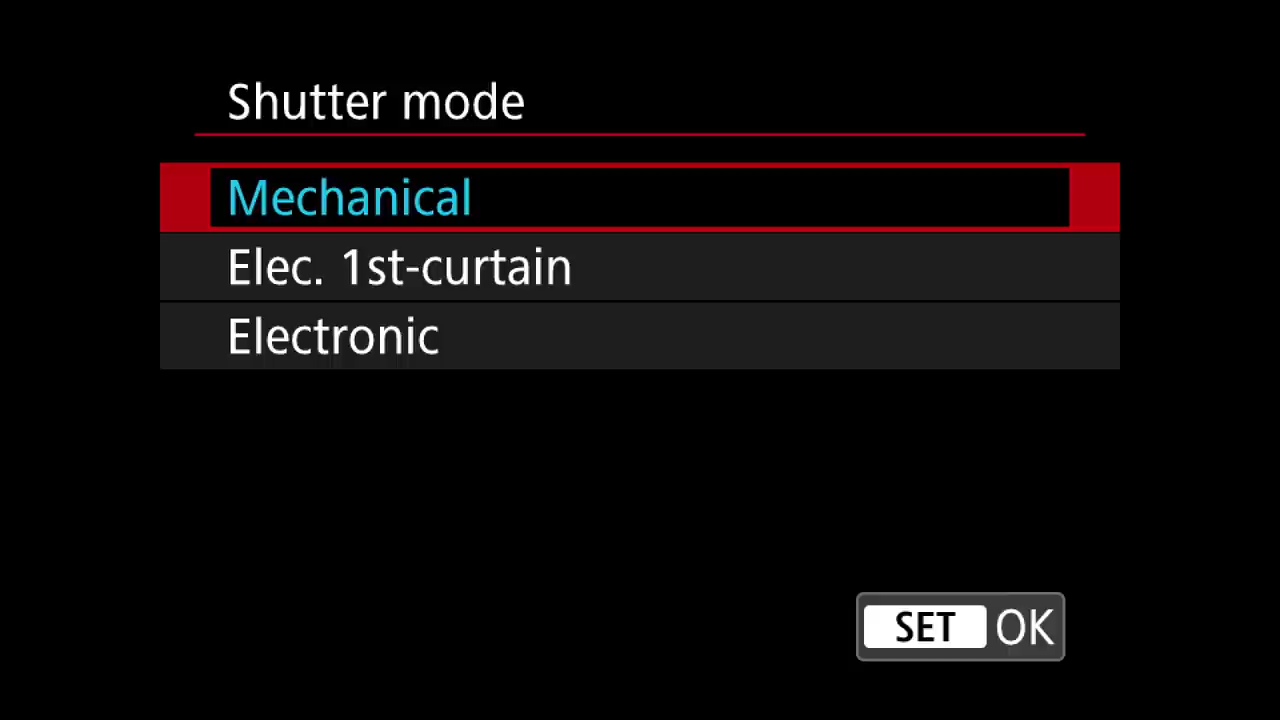 Shutter mode
Mechanical
Elec. 1st-curtain
Electronic
SET OK